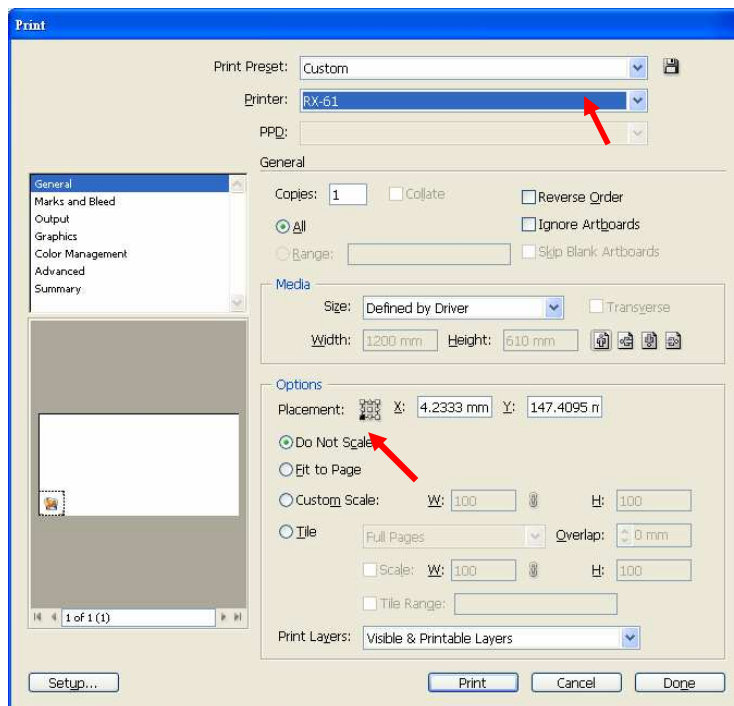 Print
Print Preset: Custom
Printer: RX-61
PPD:
General
General
Marks and Bleed
Output
Graphics
Color Management
Advanced
Summary
Copies: 1 Collate Reverse Order
All Ignore Artboards
Range: Skip Blank Artboards
Media
Size: Defined by Driver Transverse
Width: 1200 mm Height: 610 mm
Options
Placement: X: 4.2333 mm Y: 147.4095 m
Do Not Scale
Fit to Page
Custom Scale: W: 100 H: 100
Tile Full Pages Overlap: 0 mm
Scale: W: 100 H: 100
Tile Range:
1 of 1 (1)
Print Layers: Visible & Printable Layers
Setup... Print Cancel Done